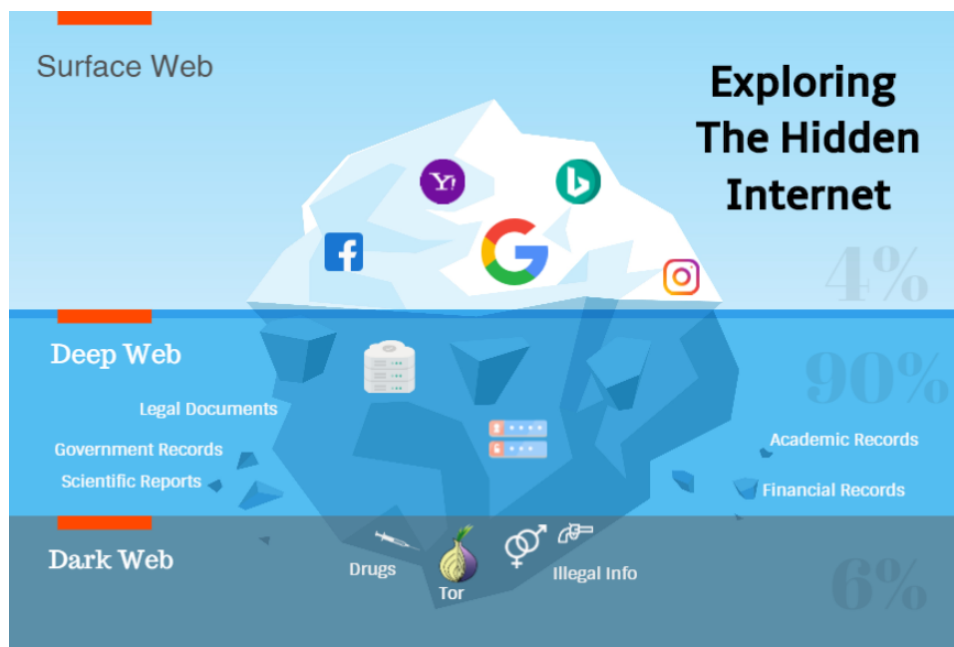 Surface Web
Exploring
The Hidden
Internet
4%
Deep Web
90%
Legal Documents
Government Records
Scientific Reports
Academic Records
Financial Records
Dark Web
Drugs
Tor
Illegal Info
6%